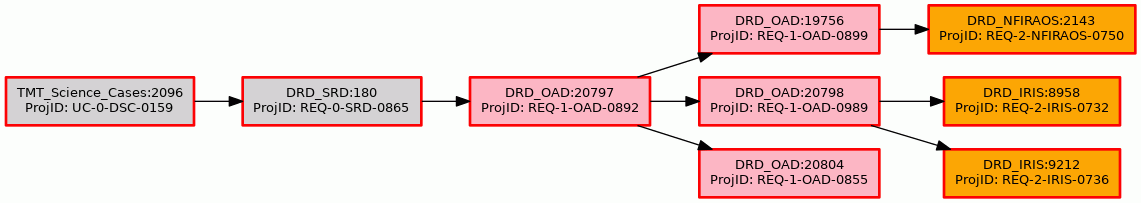 DRD_OAD:19756
ProjID: REQ-1-OAD-0899
DRD_NFIRAOS:2143
ProjID: REQ-2-NFIRAOS-0750
TMT_Science_Cases:2096
ProjID: UC-0-DSC-0159
DRD_SRD:180
ProjID: REQ-0-SRD-0865
DRD_OAD:20797
ProjID: REQ-1-OAD-0892
DRD_OAD:20798
ProjID: REQ-1-OAD-0989
DRD_IRIS:8958
ProjID: REQ-2-IRIS-0732
DRD_OAD:20804
ProjID: REQ-1-OAD-0855
DRD_IRIS:9212
ProjID: REQ-2-IRIS-0736